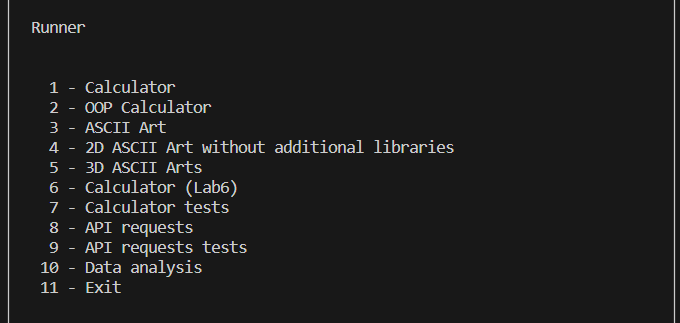 Runner
1 - Calculator
2 - OOP Calculator
3 - ASCII Art
4 - 2D ASCII Art without additional libraries
5 - 3D ASCII Arts
6 - Calculator (Lab6)
7 - Calculator tests
8 - API requests
9 - API requests tests
10 - Data analysis
11 - Exit